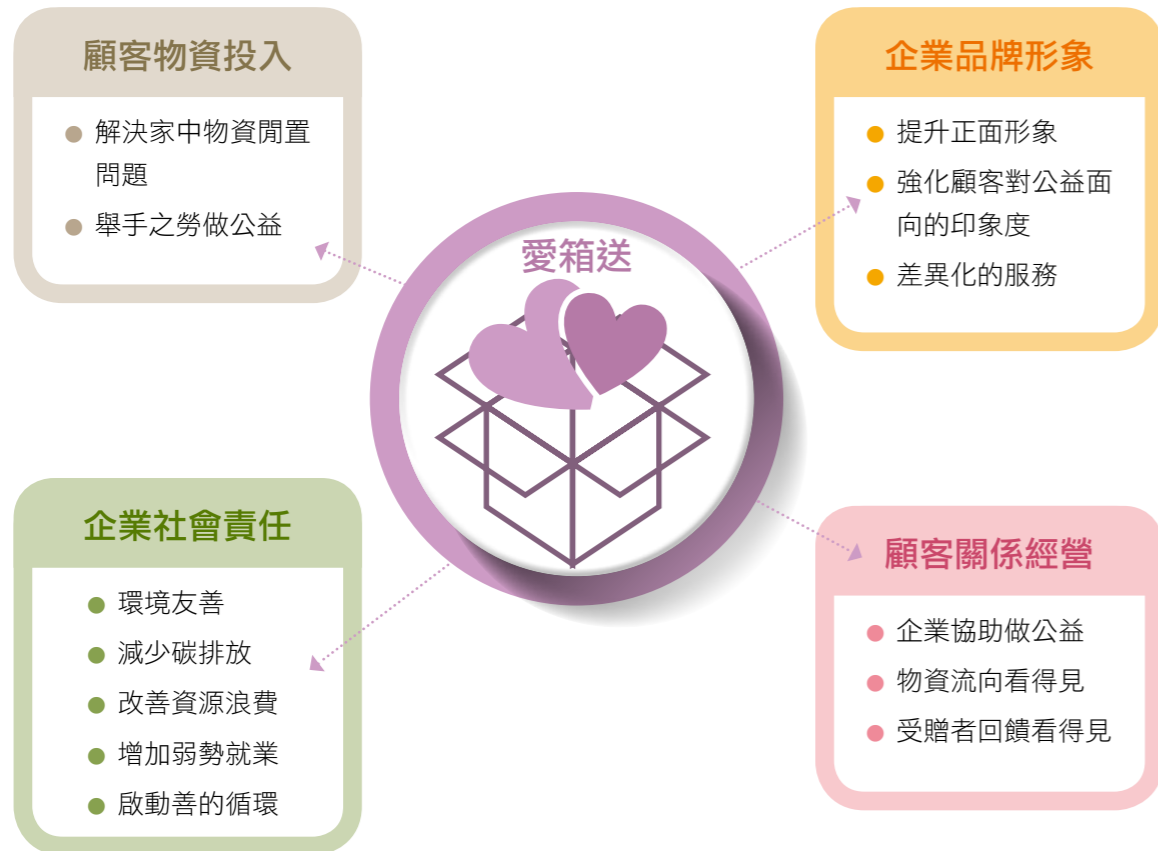 顧客物資投入
解決家中物資閒置
問題
舉手之勞做公益
企業品牌形象
提升正面形象
強化顧客對公益面
向的印象度
差異化的服務
愛箱送
企業社會責任
環境友善
減少碳排放
改善資源浪費
增加弱勢就業
啟動善的循環
顧客關係經營
企業協助做公益
物資流向看得見
受贈者回饋看得見